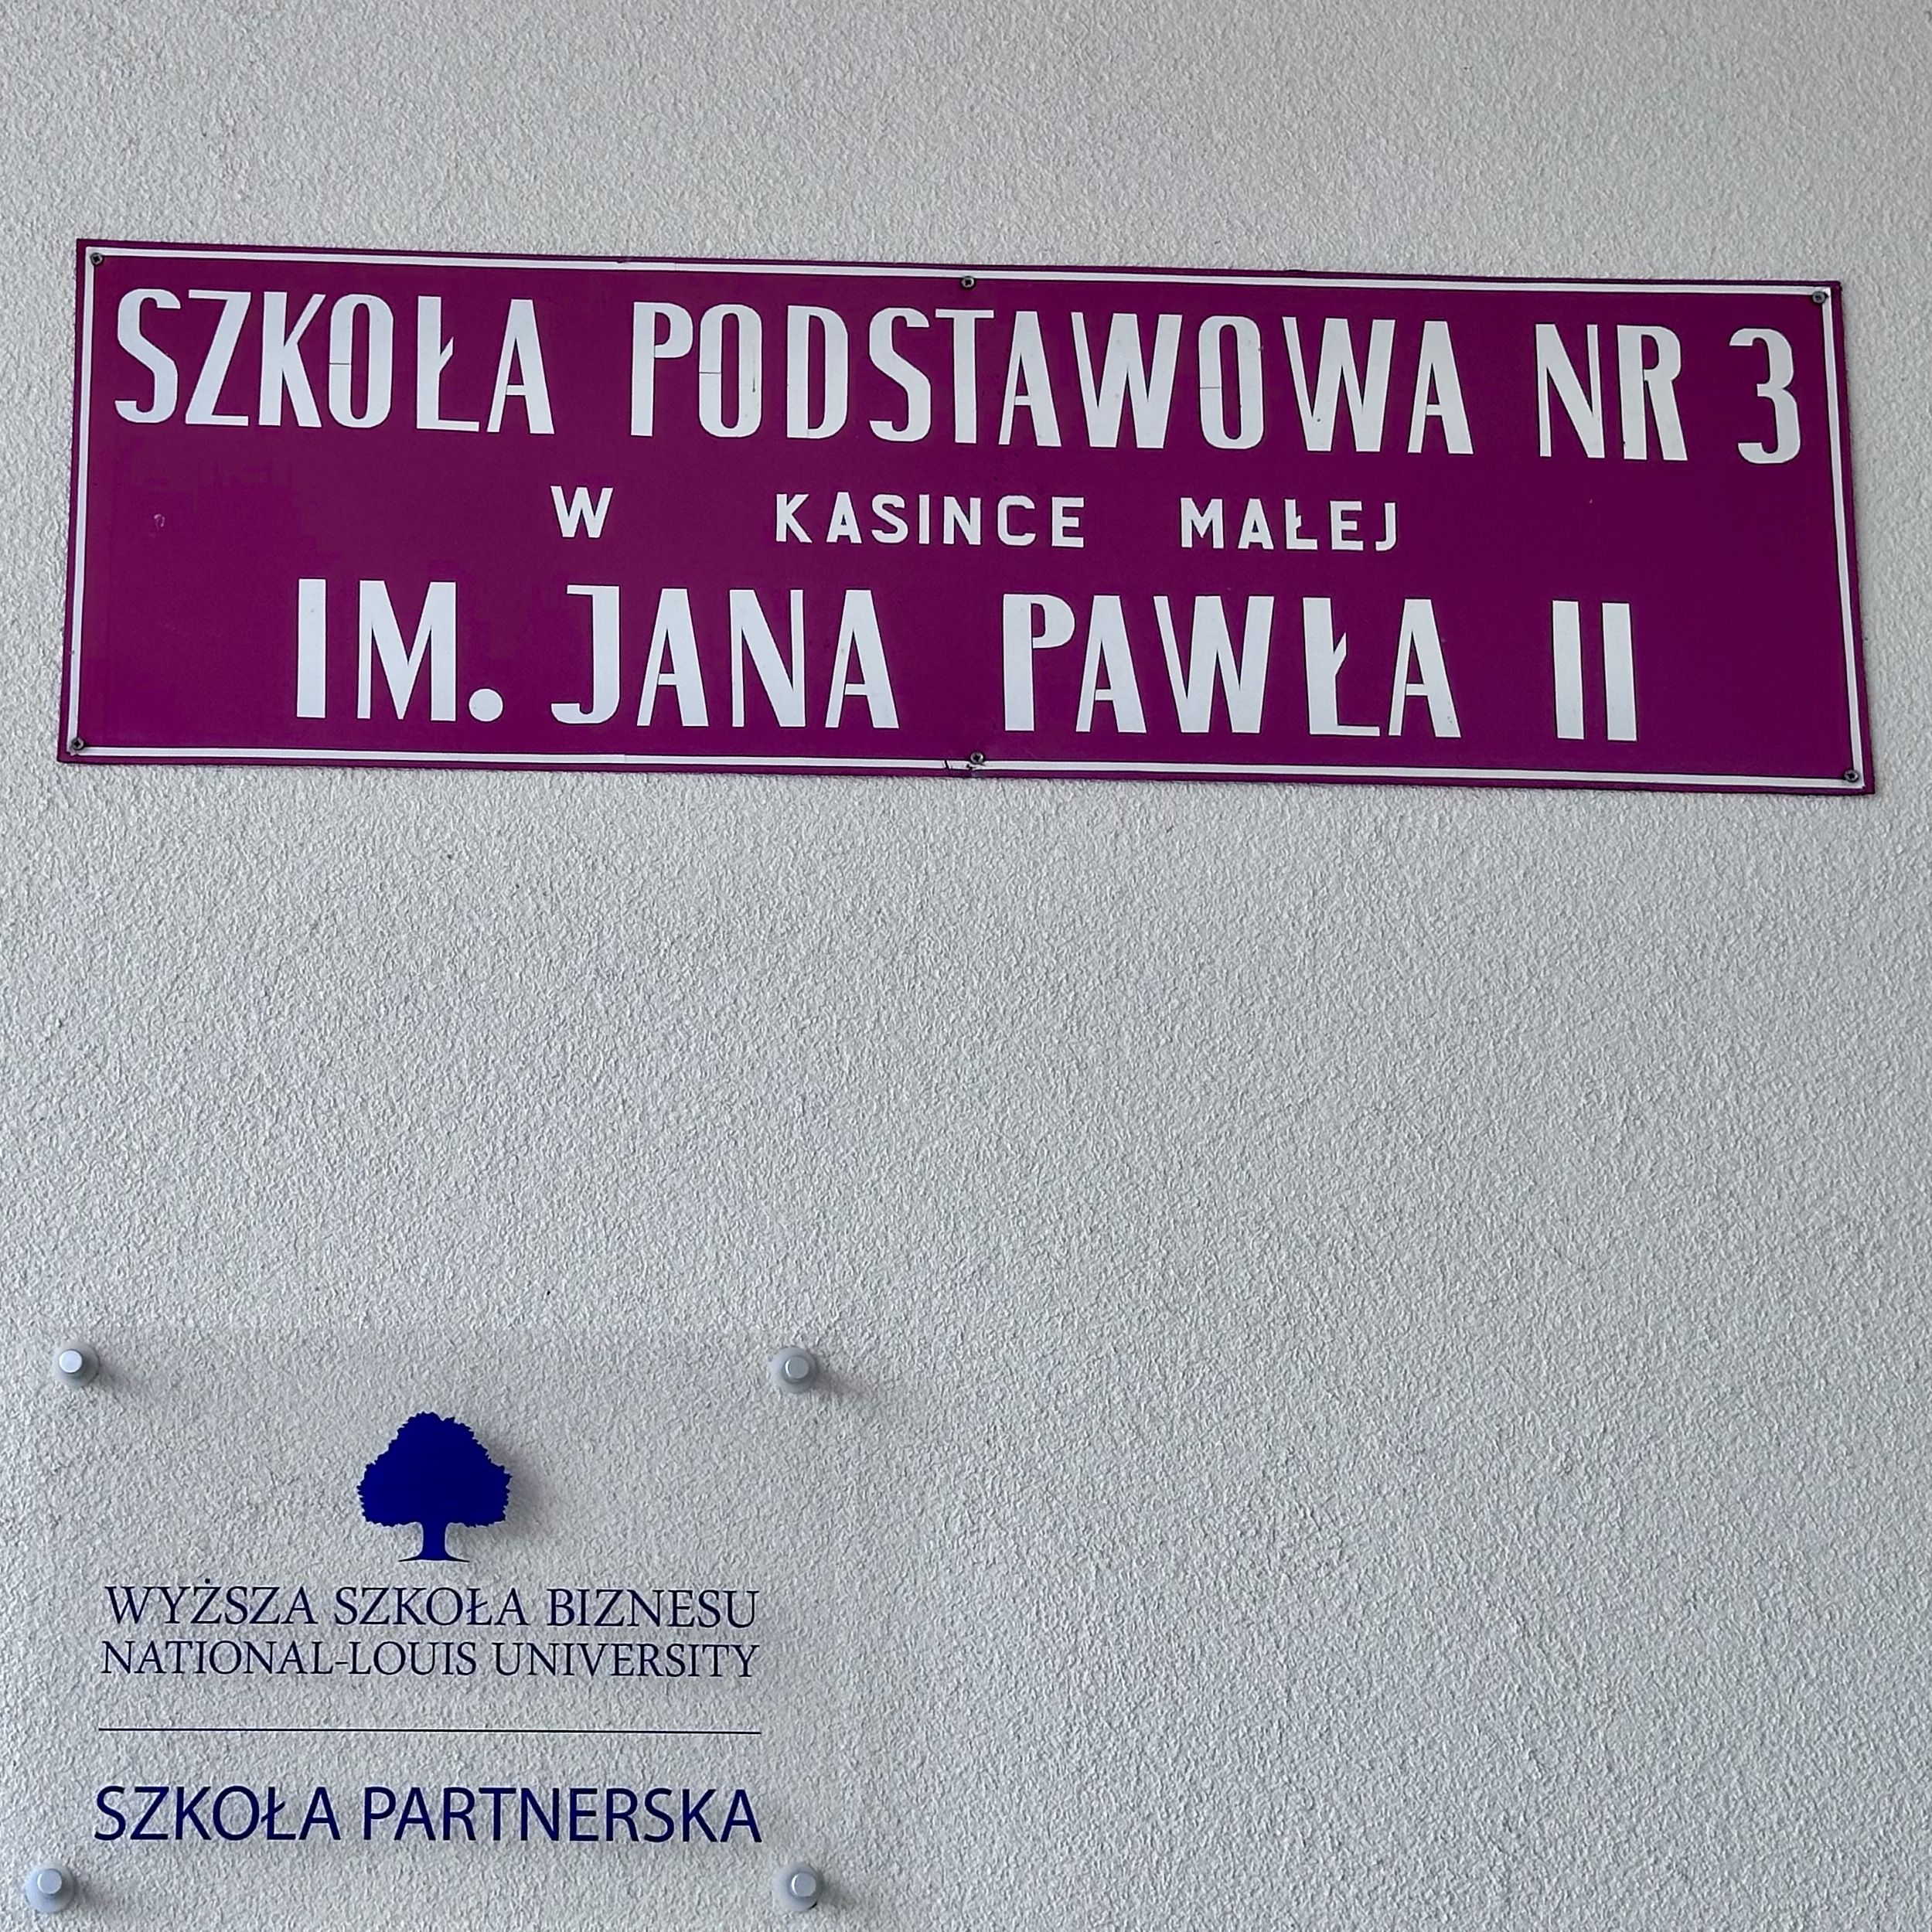 SZKOŁA PODSTAWOWA NR 3
W KASINCE MAŁEJ
IM. JANA PAWŁA II
WYŻSZA SZKOŁA BIZNESU
NATIONAL-LOUIS UNIVERSITY
SZKOŁA PARTNERSKA